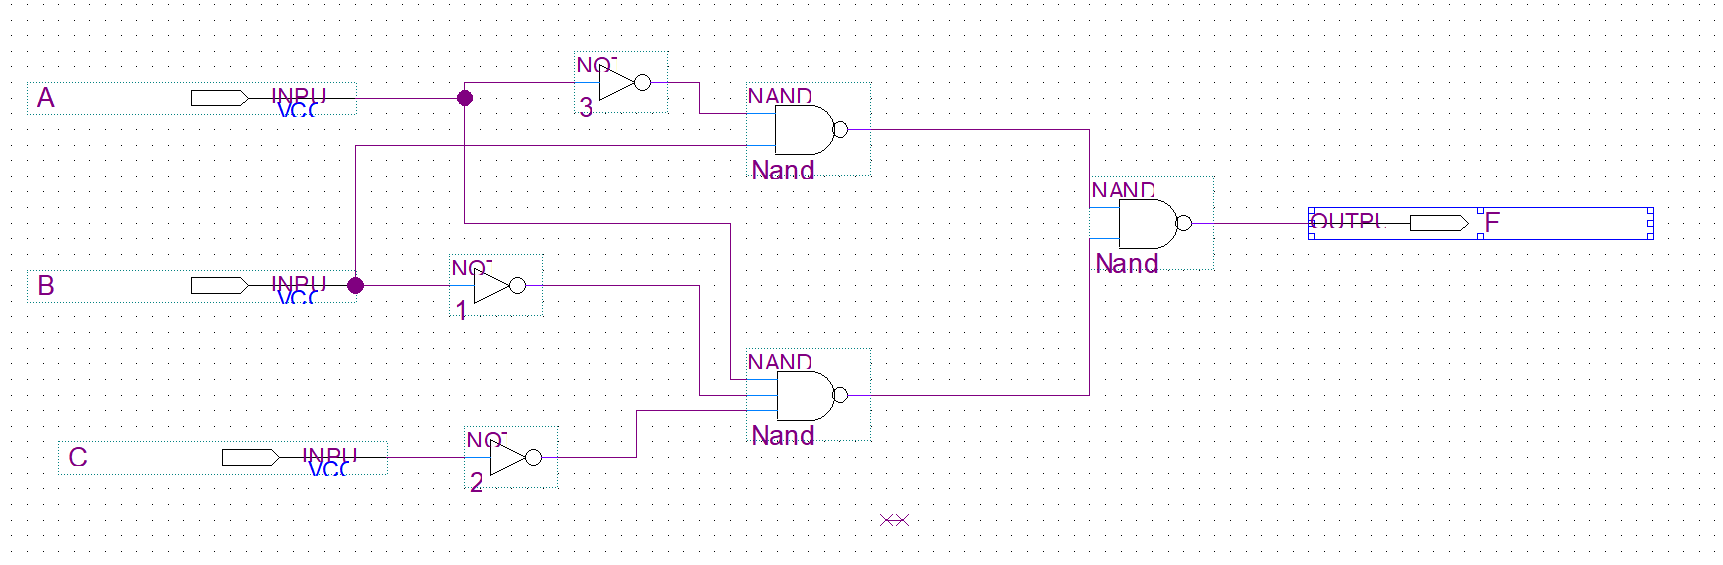 A
INPU
VCC
NOT
3
NAND
Nand
NAND
Nand
OUTPU
F
B
INPU
VCC
NOT
1
NAND
Nand
C
INPU
VCC
NOT
2